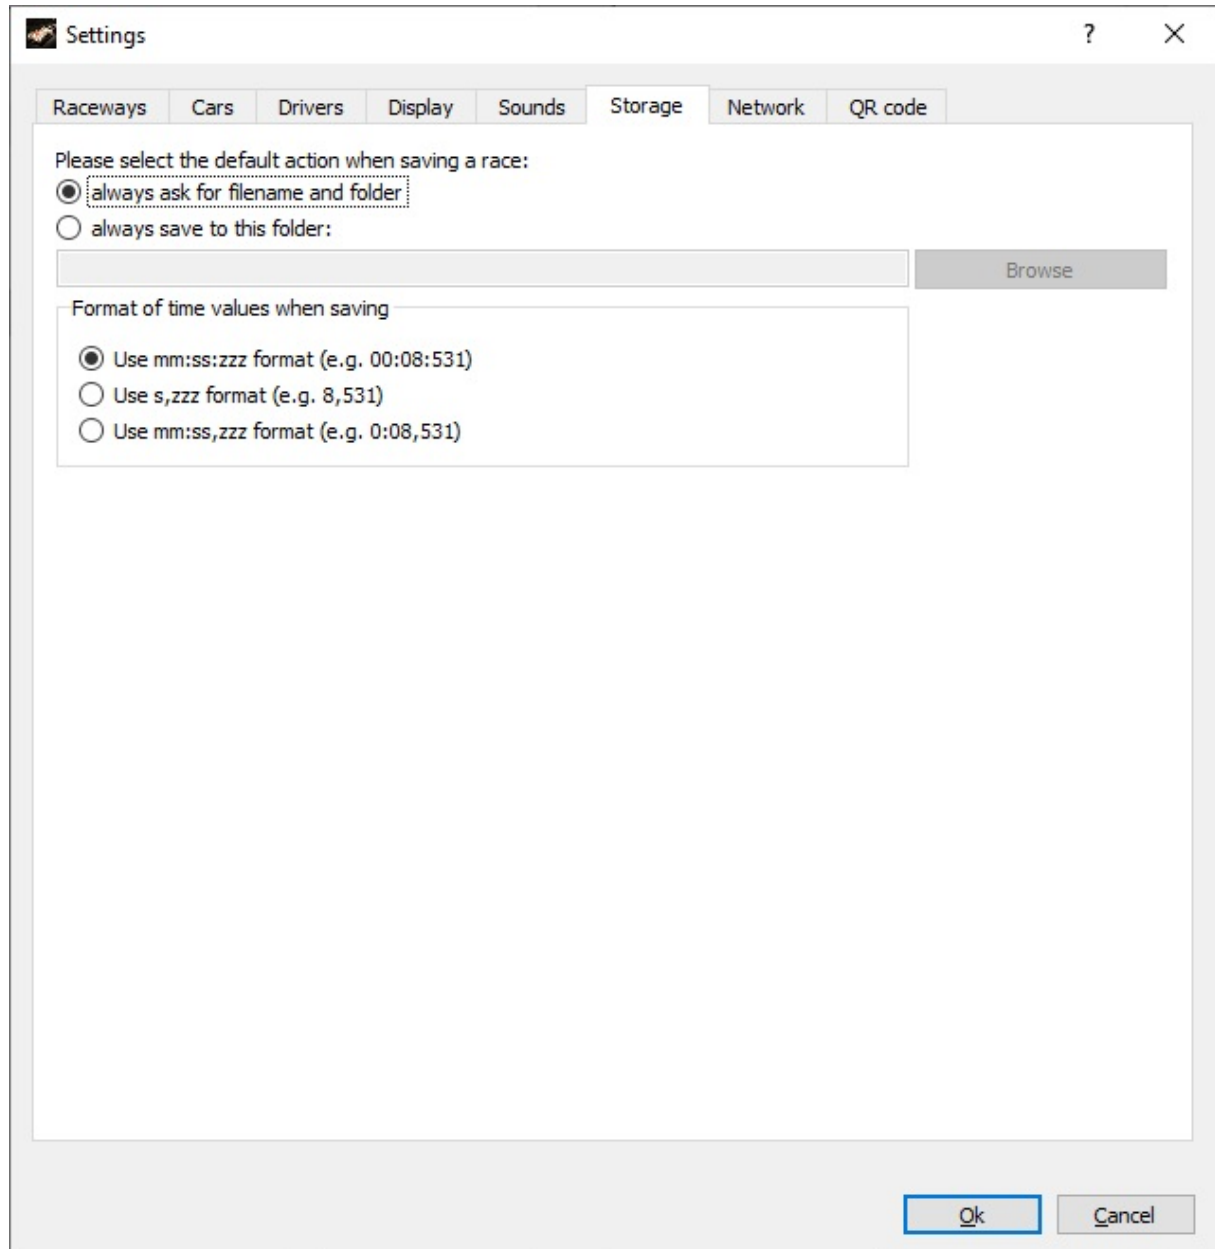 Settings
?
Raceways Cars Drivers Display Sounds Storage Network QR code
Please select the default action when saving a race:
always ask for filename and folder
always save to this folder:
Browse
Format of time values when saving
Use mm:ss:zzz format (e.g. 00:08:531)
Use s,zzz format (e.g. 8,531)
Use mm:ss,zzz format (e.g. 0:08,531)
Ok Cancel